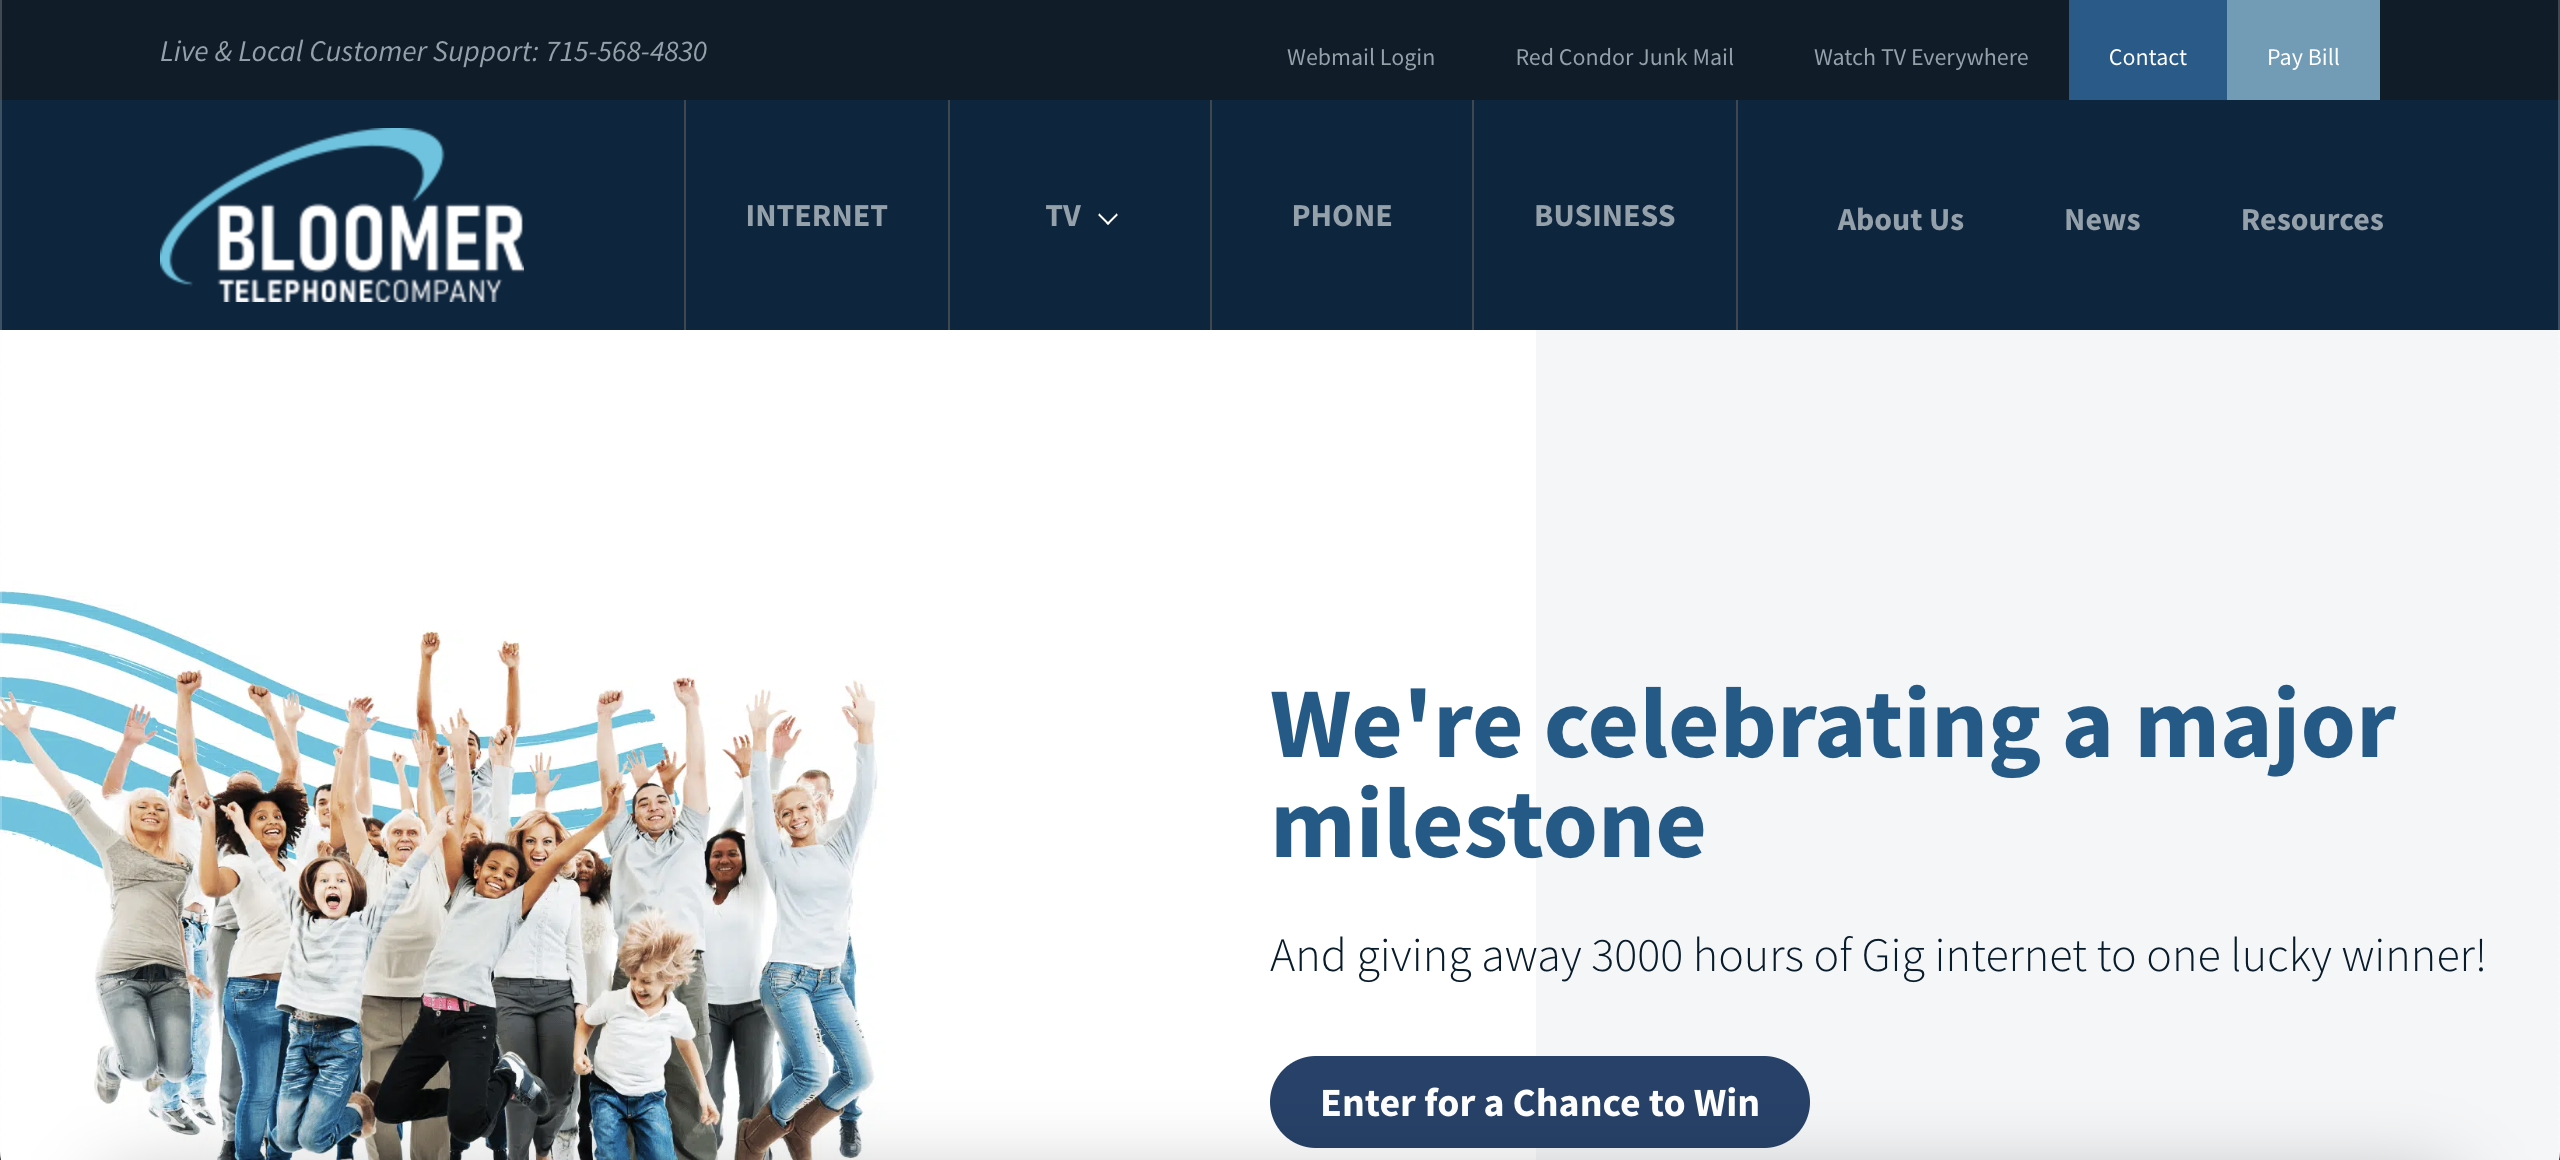 Live & Local Customer Support: 715-568-4830
Webmail Login
Red Condor Junk Mail
Watch TV Everywhere
Contact
Pay Bill
BLOOMER
TELEPHONECOMPANY
INTERNET
TV
PHONE
BUSINESS
About Us
News
Resources
We're celebrating a major
milestone
And giving away 3000 hours of Gig internet to one lucky winner!
Enter for a Chance to Win